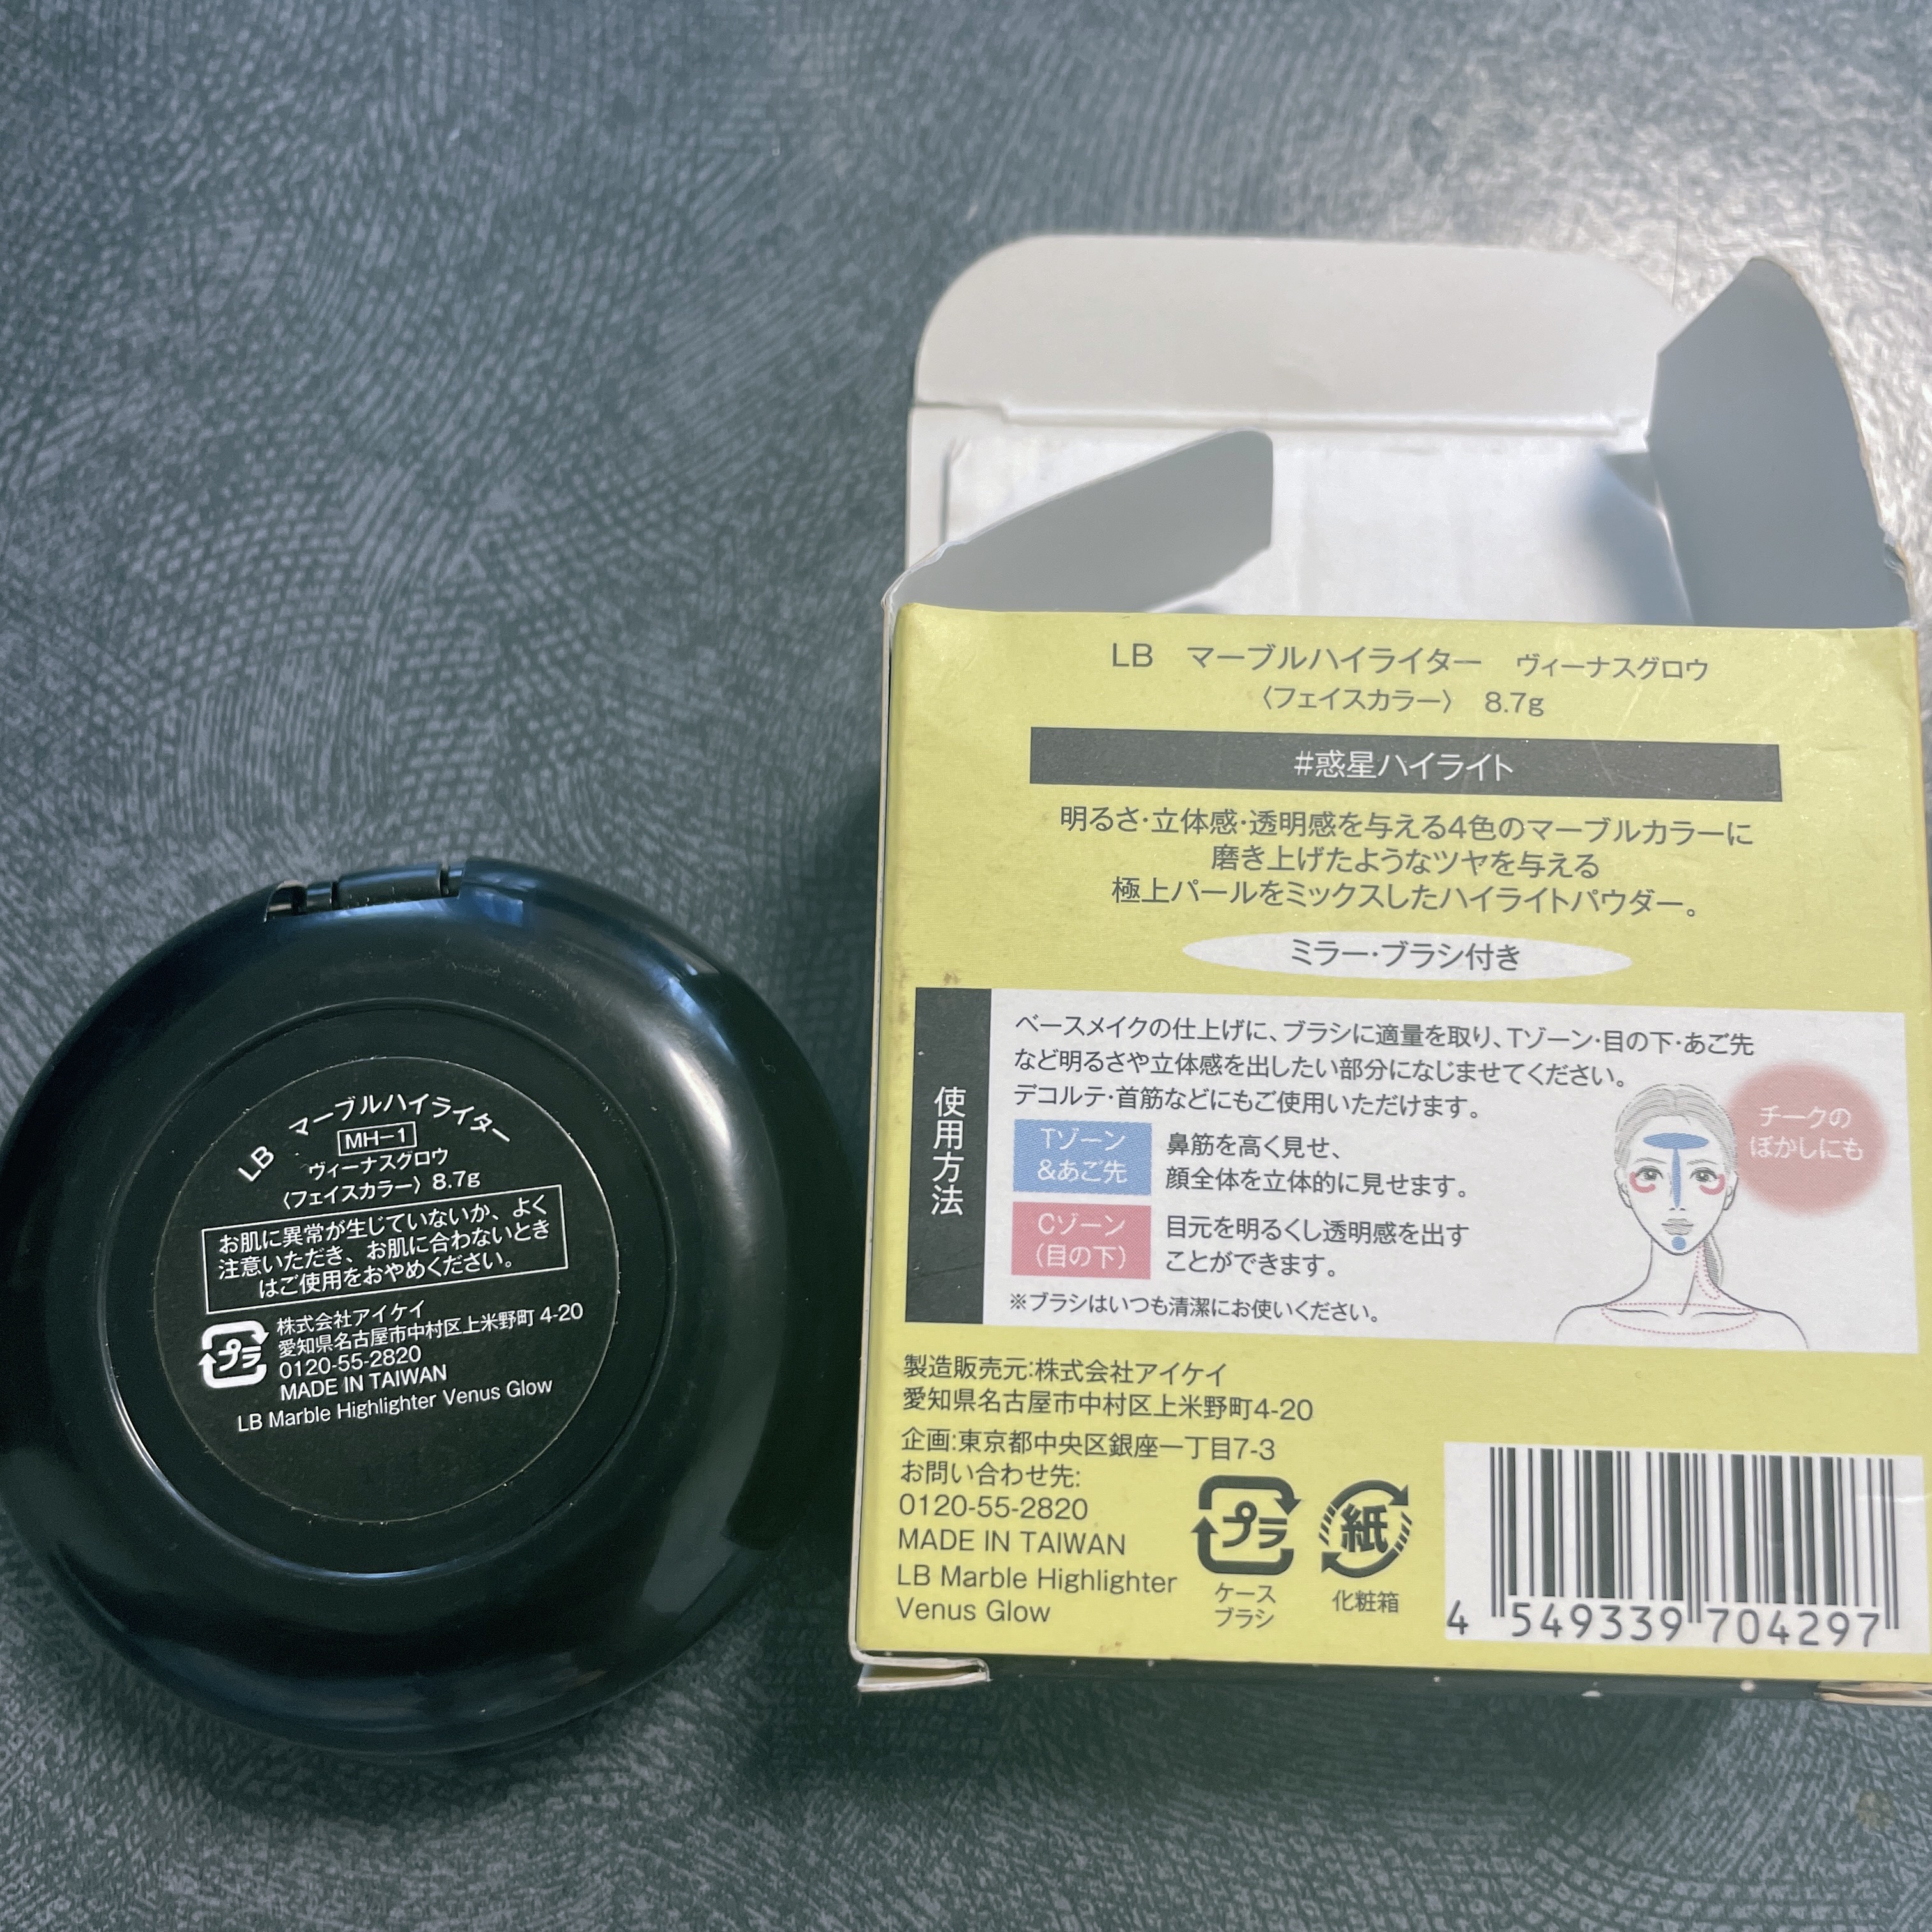 LB マーブルハイライター
MH-1
ヴィーナスグロウ
〈フェイスカラー〉8.7g
お肌に異常が生じていないか、よく
注意いただき、お肌に合わないとき
はご使用をおやめください。
プラ
株式会社アイケイ
愛知県名古屋市中村区上米野町 4-20
0120-55-2820
MADE IN TAIWAN
LB Marble Highlighter Venus Glow
LB マーブルハイライター ヴィーナスグロウ
〈フェイスカラー〉 8.7g
#惑星ハイライト
明るさ・立体感・透明感を与える4色のマーブルカラーに
磨き上げたようなツヤを与える
極上パールをミックスしたハイライトパウダー。
ミラー・ブラシ付き
使用方法
ベースメイクの仕上げに、ブラシに適量を取り、Tゾーン・目の下・あご先
など明るさや立体感を出したい部分になじませてください。
デコルテ・首筋などにもご使用いただけます。
Tゾーン
&あご先
鼻筋を高く見せ、
顔全体を立体的に見せます。
Cゾーン
（目の下）
目元を明るくし透明感を出す
ことができます。
※ブラシはいつも清潔にお使いください。
チークの
ぼかしにも
製造販売元:株式会社アイケイ
愛知県名古屋市中村区上米野町4-20
企画:東京都中央区銀座一丁目7-3
お問い合わせ先:
0120-55-2820
MADE IN TAIWAN
LB Marble Highlighter
Venus Glow
プラ
ケース
ブラシ
紙
化粧箱
4 549339 704297